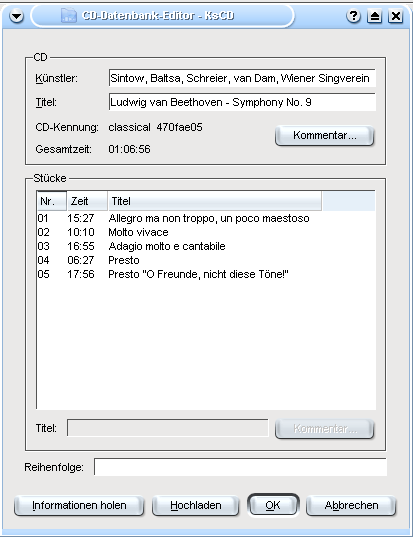 CD-Datenbank-Editor - KsCD
CD
Künstler: Sintow, Baltsa, Schreier, van Dam, Wiener Singverein
Titel: Ludwig van Beethoven - Symphony No. 9
CD-Kennung: classical 470fae05
Kommentar...
Gesamtzeit: 01:06:56
Stücke
Nr. Zeit Titel
01 15:27 Allegro ma non troppo, un poco maestoso
02 10:10 Molto vivace
03 16:55 Adagio molto e cantabile
04 06:27 Presto
05 17:56 Presto "O Freunde, nicht diese Töne!"
Titel: Kommentar...
Reihenfolge:
Informationen holen Hochladen OK Abbrechen